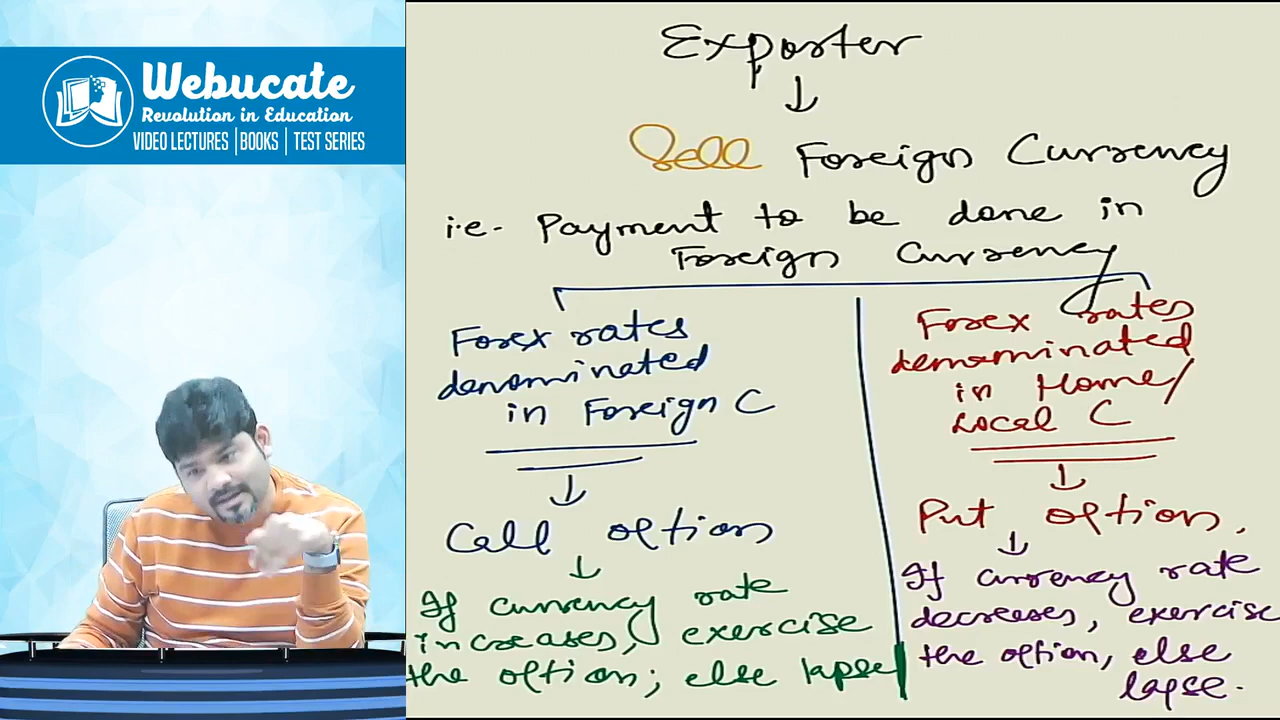 Webucate
Revolution in Education
VIDEO LECTURES | BOOKS | TEST SERIES
Exporter
↓
Sell Foreign Currency
i.e. Payment to be done in
Foreign Currency
Forex rates
denominated
in Foreign C
↓
Call option
↓
If currency rate
increases, exercise
the option; else lapse
Forex rates
denominated
in Home/
Local C
↓
Put option.
↓
If currency rate
decreases, exercise
the option, else
lapse.